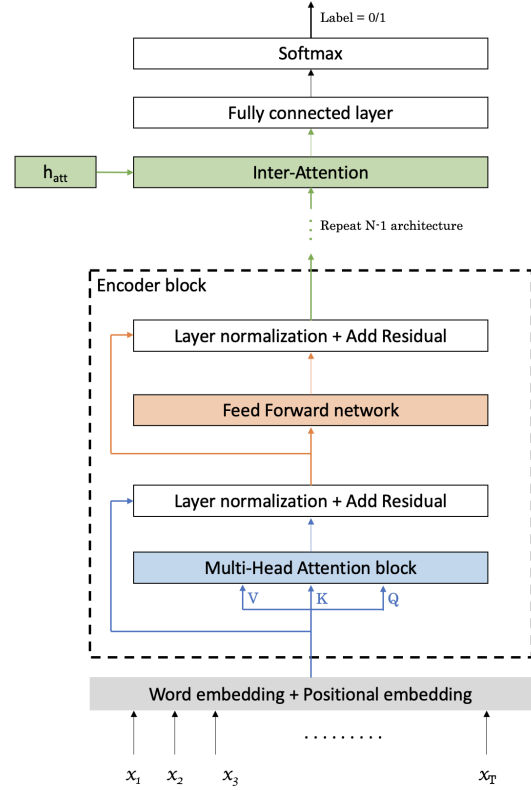 Label = 0/1
Softmax
Fully connected layer
h_att
Inter-Attention
Repeat N-1 architecture
Encoder block
Layer normalization + Add Residual
Feed Forward network
Layer normalization + Add Residual
Multi-Head Attention block
V K Q
Word embedding + Positional embedding
.........
x_1 x_2 x_3 x_T